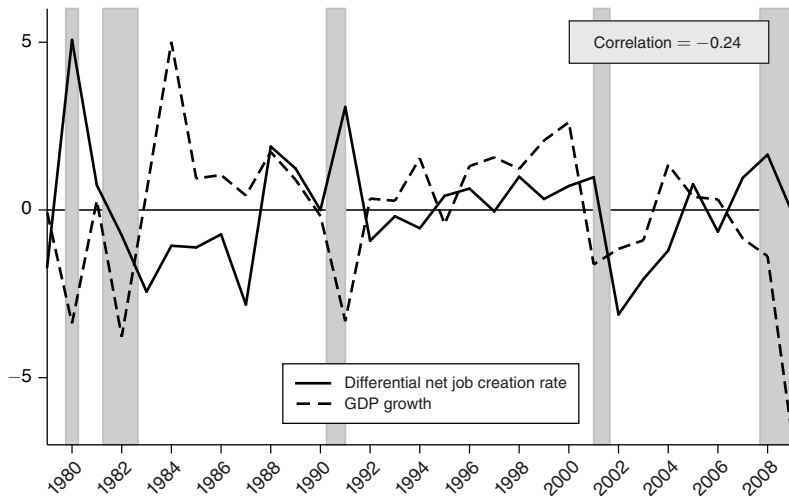 5
Correlation = −0.24
0
−5
Differential net job creation rate
GDP growth
1980 1982 1984 1986 1988 1990 1992 1994 1996 1998 2000 2002 2004 2006 2008